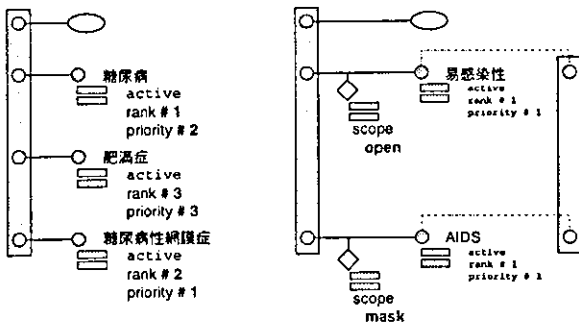 糖尿病
active
rank # 1
priority # 2
肥満症
active
rank # 3
priority # 3
糖尿病性網膜症
active
rank # 2
priority # 1
易感染性
active
rank # 1
priority # 1
scope
open
AIDS
active
rank # 1
priority # 1
scope
mask